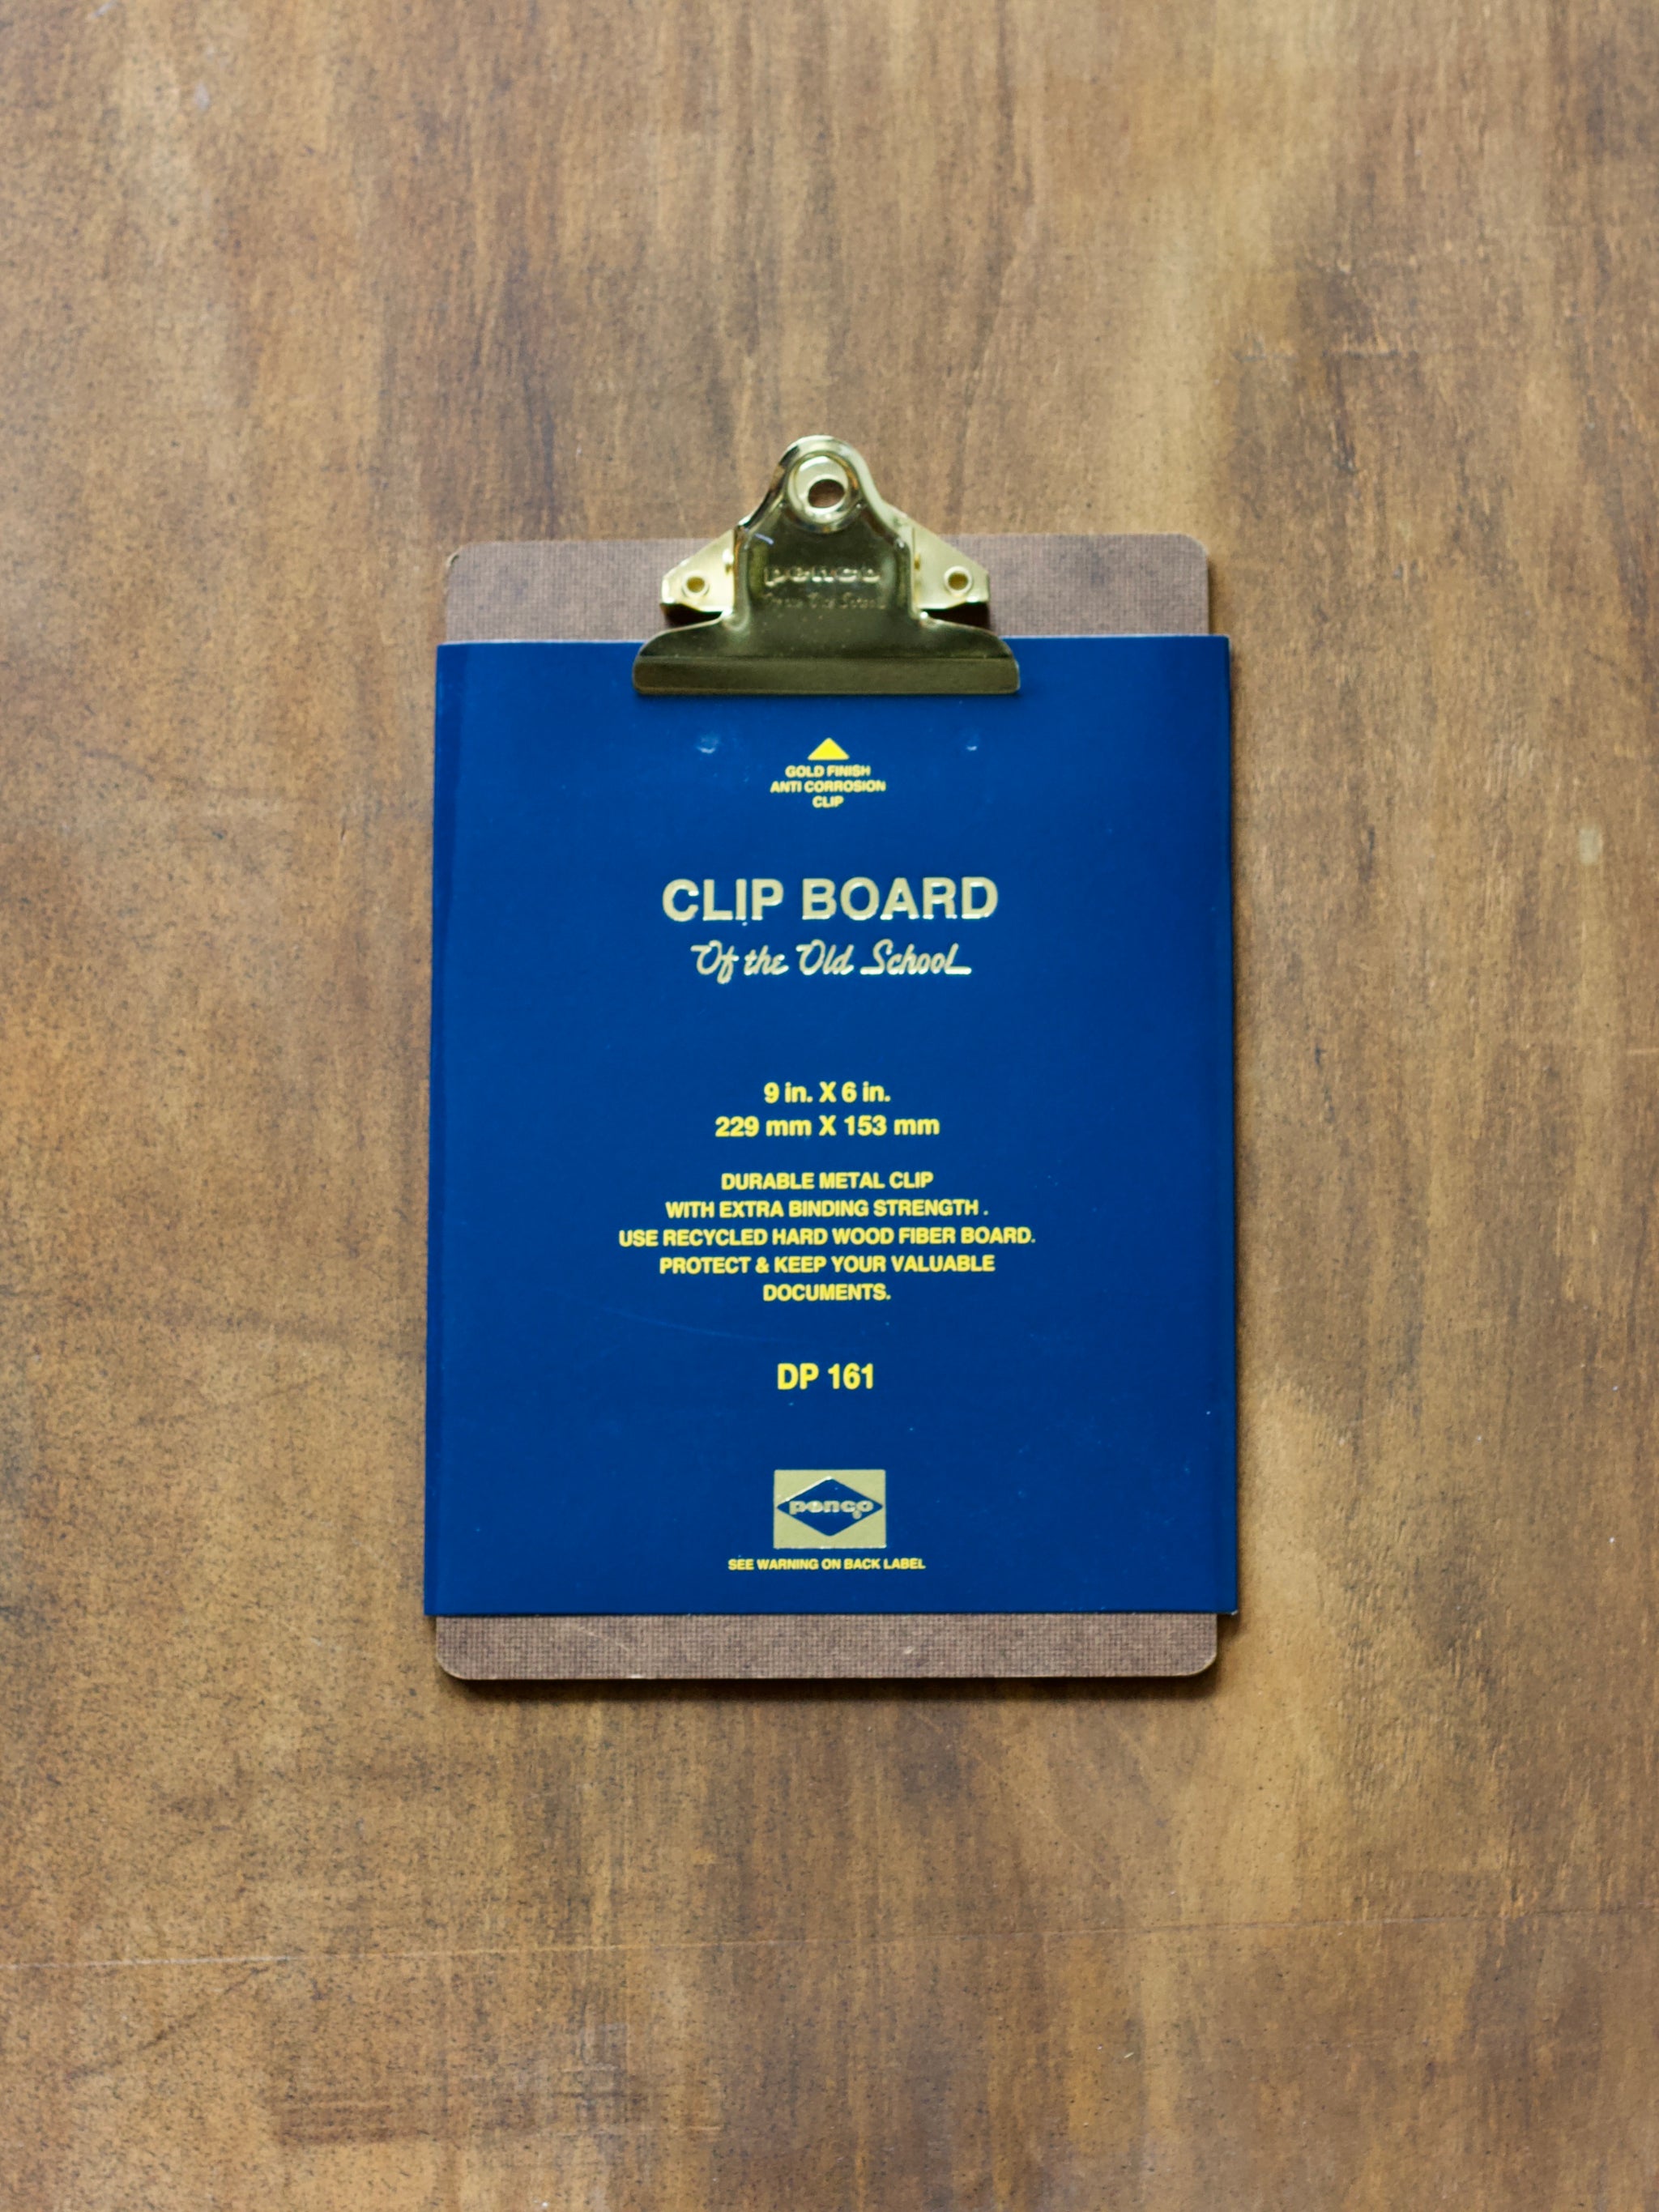 penco
GOLD FINISH
ANTI CORROSION
CLIP
CLIP BOARD
Of the Old School
9 in. X 6 in.
229 mm X 153 mm
DURABLE METAL CLIP
WITH EXTRA BINDING STRENGTH .
USE RECYCLED HARD WOOD FIBER BOARD.
PROTECT & KEEP YOUR VALUABLE
DOCUMENTS.
DP 161
penco
SEE WARNING ON BACK LABEL